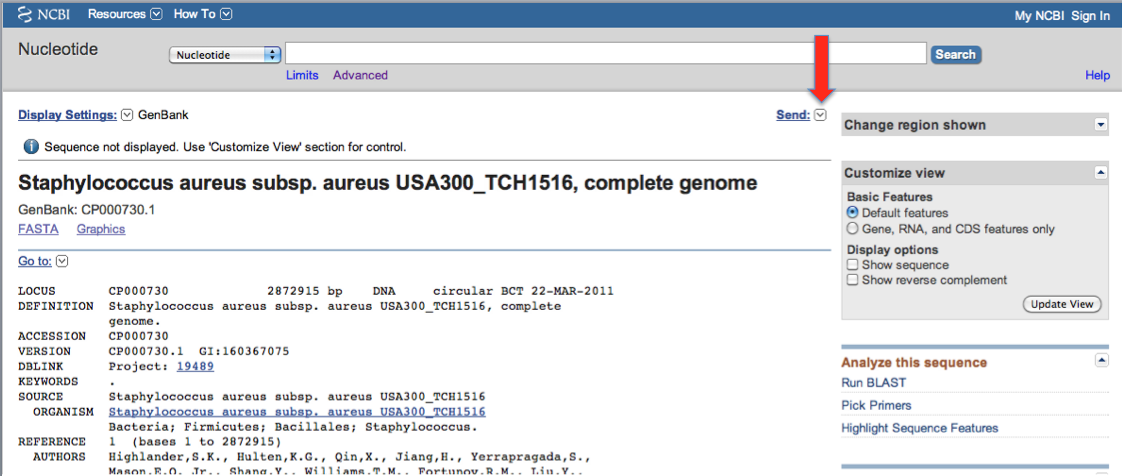 NCBI Resources How To My NCBI Sign In
Nucleotide Nucleotide Search
Limits Advanced Help
Display Settings: GenBank Send:
Sequence not displayed. Use 'Customize View' section for control.
Staphylococcus aureus subsp. aureus USA300_TCH1516, complete genome
GenBank: CP000730.1
FASTA Graphics
Go to:
LOCUS CP000730 2872915 bp DNA circular BCT 22-MAR-2011
DEFINITION Staphylococcus aureus subsp. aureus USA300_TCH1516, complete
genome.
ACCESSION CP000730
VERSION CP000730.1 GI:160367075
DBLINK Project: 19489
KEYWORDS .
SOURCE Staphylococcus aureus subsp. aureus USA300_TCH1516
ORGANISM Staphylococcus aureus subsp. aureus USA300_TCH1516
Bacteria; Firmicutes; Bacillales; Staphylococcus.
REFERENCE 1 (bases 1 to 2872915)
AUTHORS Highlander,S.K., Hulten,K.G., Qin,X., Jiang,H., Yerrapragada,S.,
Mason,E.O. Jr., Shang,Y., Williams,T.M., Fortunov,R.M., Liu,Y.,
Change region shown
Customize view
Basic Features
Default features
Gene, RNA, and CDS features only
Display options
Show sequence
Show reverse complement
Update View
Analyze this sequence
Run BLAST
Pick Primers
Highlight Sequence Features